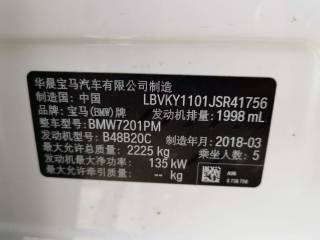 华晨宝马汽车有限公司制造
制造国：中国 LBVKY1101JSR41756
品牌：宝马(BMW)牌 发动机排量：1998 mL
整车型号：BMW7201PM
发动机型号：B48B20C 制造年月：2018-03
最大允许总质量：2225 kg 乘坐人数：5
发动机最大净功率：135 kW
最大允许牵引质量：-- kg